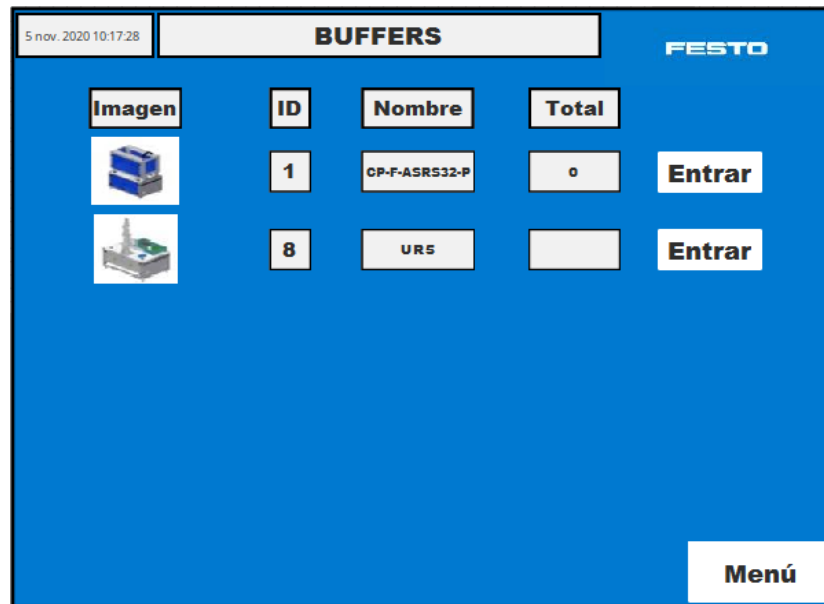 5 nov. 2020 10:17:28
BUFFERS
FESTO
Imagen ID Nombre Total
1 CP-F-ASRS32-P 0 Entrar
8 UR5 Entrar
Menú